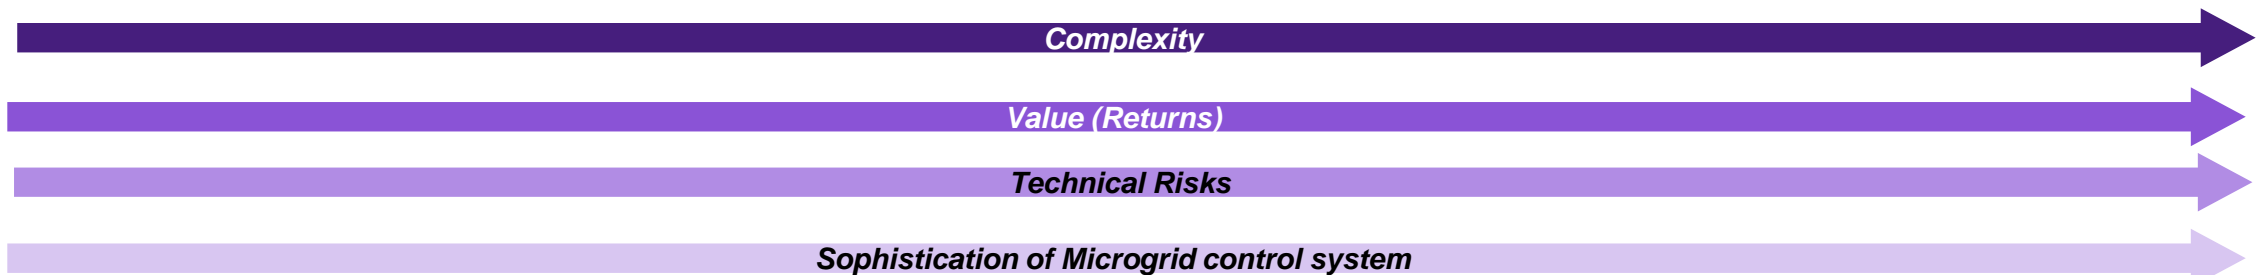 Complexity
Value (Returns)
Technical Risks
Sophistication of Microgrid control system